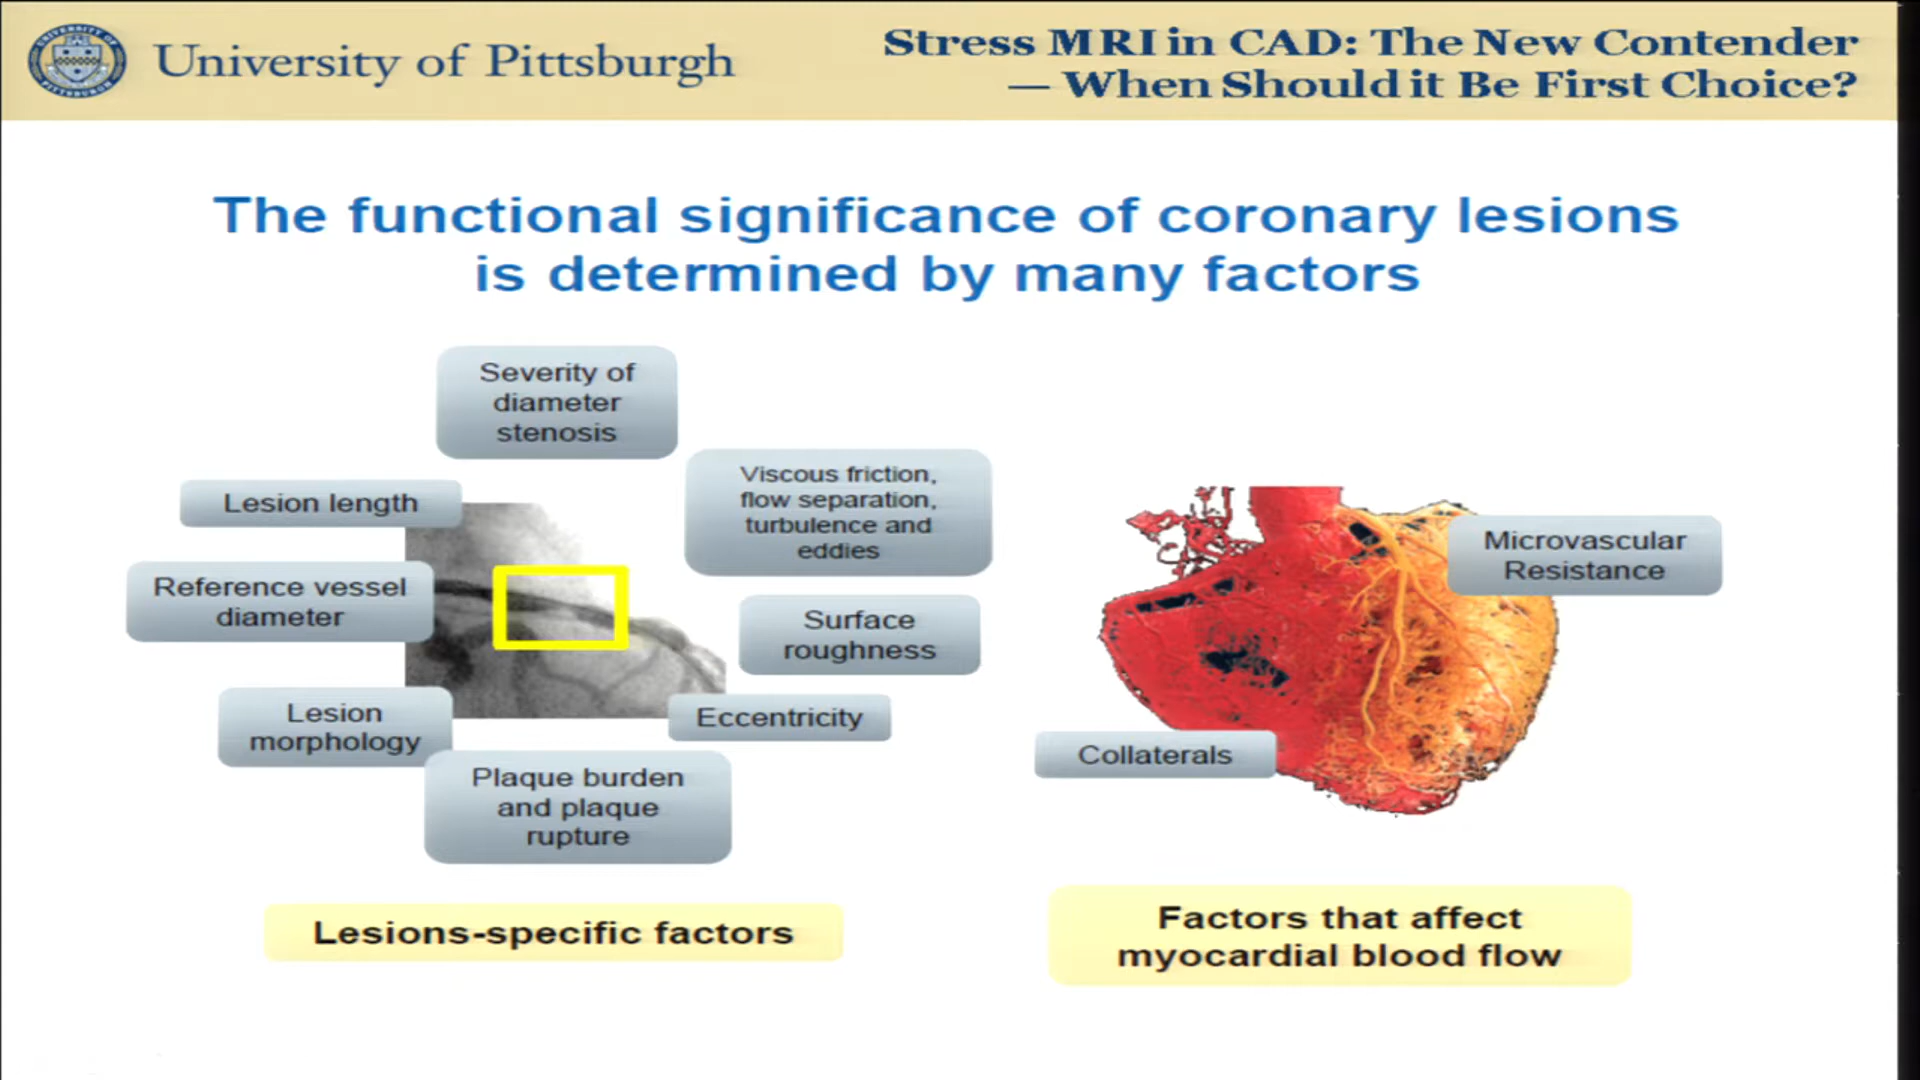 University of Pittsburgh
Stress MRI in CAD: The New Contender
— When Should it Be First Choice?
The functional significance of coronary lesions
is determined by many factors
Severity of
diameter
stenosis
Lesion length
Viscous friction,
flow separation,
turbulence and
eddies
Reference vessel
diameter
Surface
roughness
Lesion
morphology
Eccentricity
Plaque burden
and plaque
rupture
Lesions-specific factors
Microvascular
Resistance
Collaterals
Factors that affect
myocardial blood flow